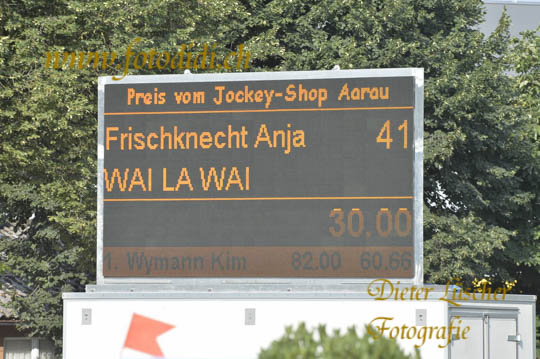 www.fotodidi.ch
Preis vom Jockey-Shop Aarau
Frischknecht Anja 41
WAI LA WAI
30.00
1. Wymann Kim 82.00 60.66
Dieter Lüscher
Fotografie